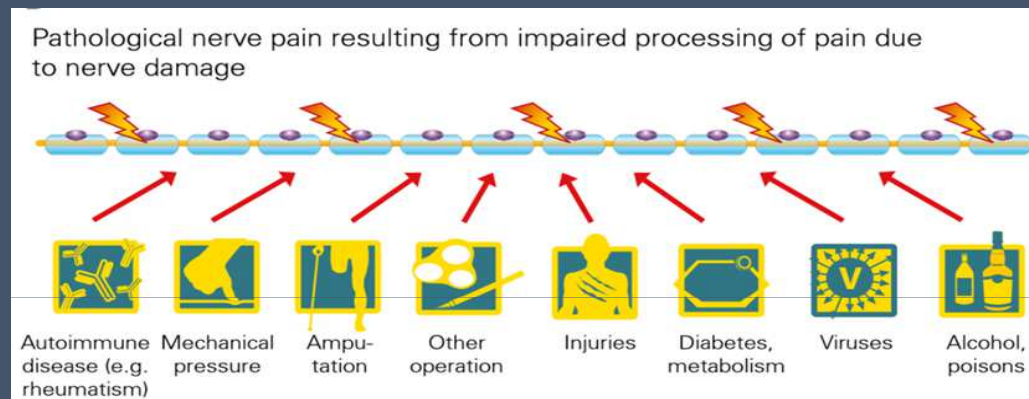 Pathological nerve pain resulting from impaired processing of pain due
to nerve damage
V
Autoimmune
disease (e.g.
rheumatism)
Mechanical
pressure
Ampu-
tation
Other
operation
Injuries
Diabetes,
metabolism
Viruses
Alcohol,
poisons